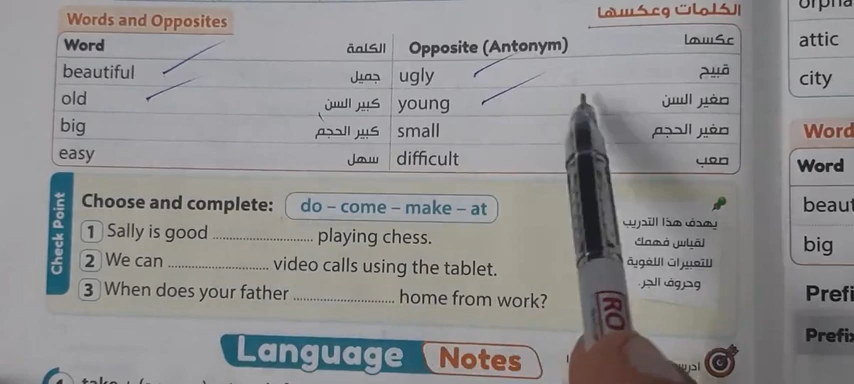 Words and Opposites
الكلمات وعكسها
Word الكلمة Opposite (Antonym) عكسها
beautiful جميل ugly قبيح
old كبير السن young صغير السن
big كبير الحجم small صغير الحجم
easy سهل difficult صعب
Check Point
Choose and complete: do – come – make – at
1 Sally is good ........................ playing chess.
2 We can ........................ video calls using the tablet.
3 When does your father ........................ home from work?
يهدف هذا التدريب
لقياس فهمك
للتعبيرات اللغوية
وحروف الجر.
Language Notes
RO
attic
city
Word
Word
beaut
big
Prefi
Prefix